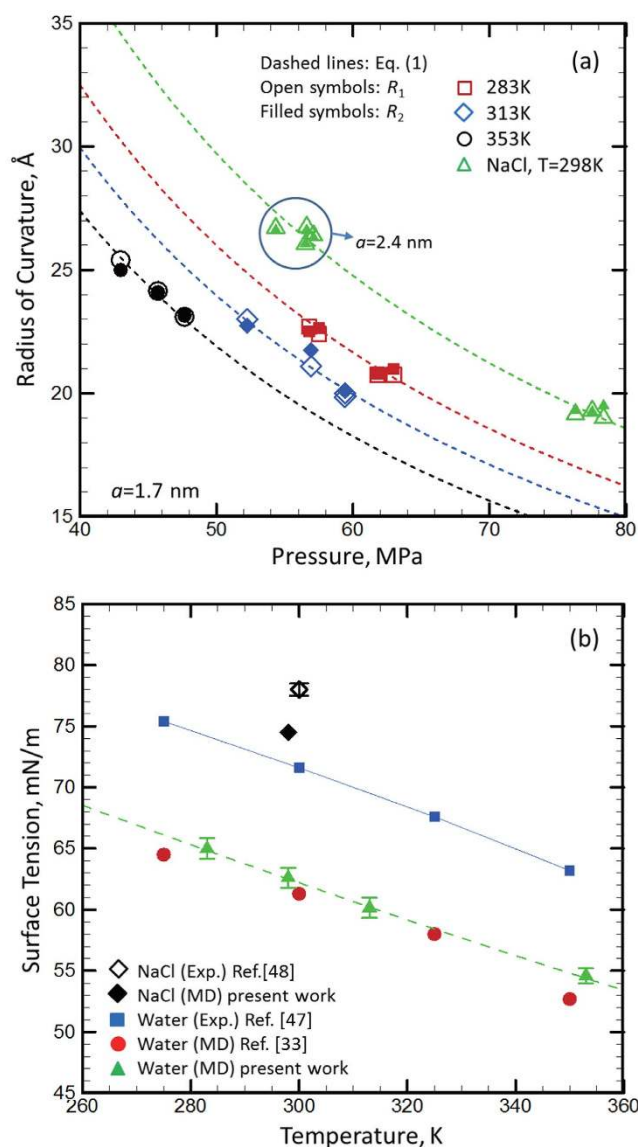 (a)
Dashed lines: Eq. (1)
Open symbols: R₁
Filled symbols: R₂
283K
313K
353K
NaCl, T=298K
a=2.4 nm
a=1.7 nm
35
30
25
20
15
Radius of Curvature, Å
40 50 60 70 80
Pressure, MPa
(b)
85
80
75
70
65
60
55
50
45
Surface Tension, mN/m
NaCl (Exp.) Ref.[48]
NaCl (MD) present work
Water (Exp.) Ref. [47]
Water (MD) Ref. [33]
Water (MD) present work
260 280 300 320 340 360
Temperature, K